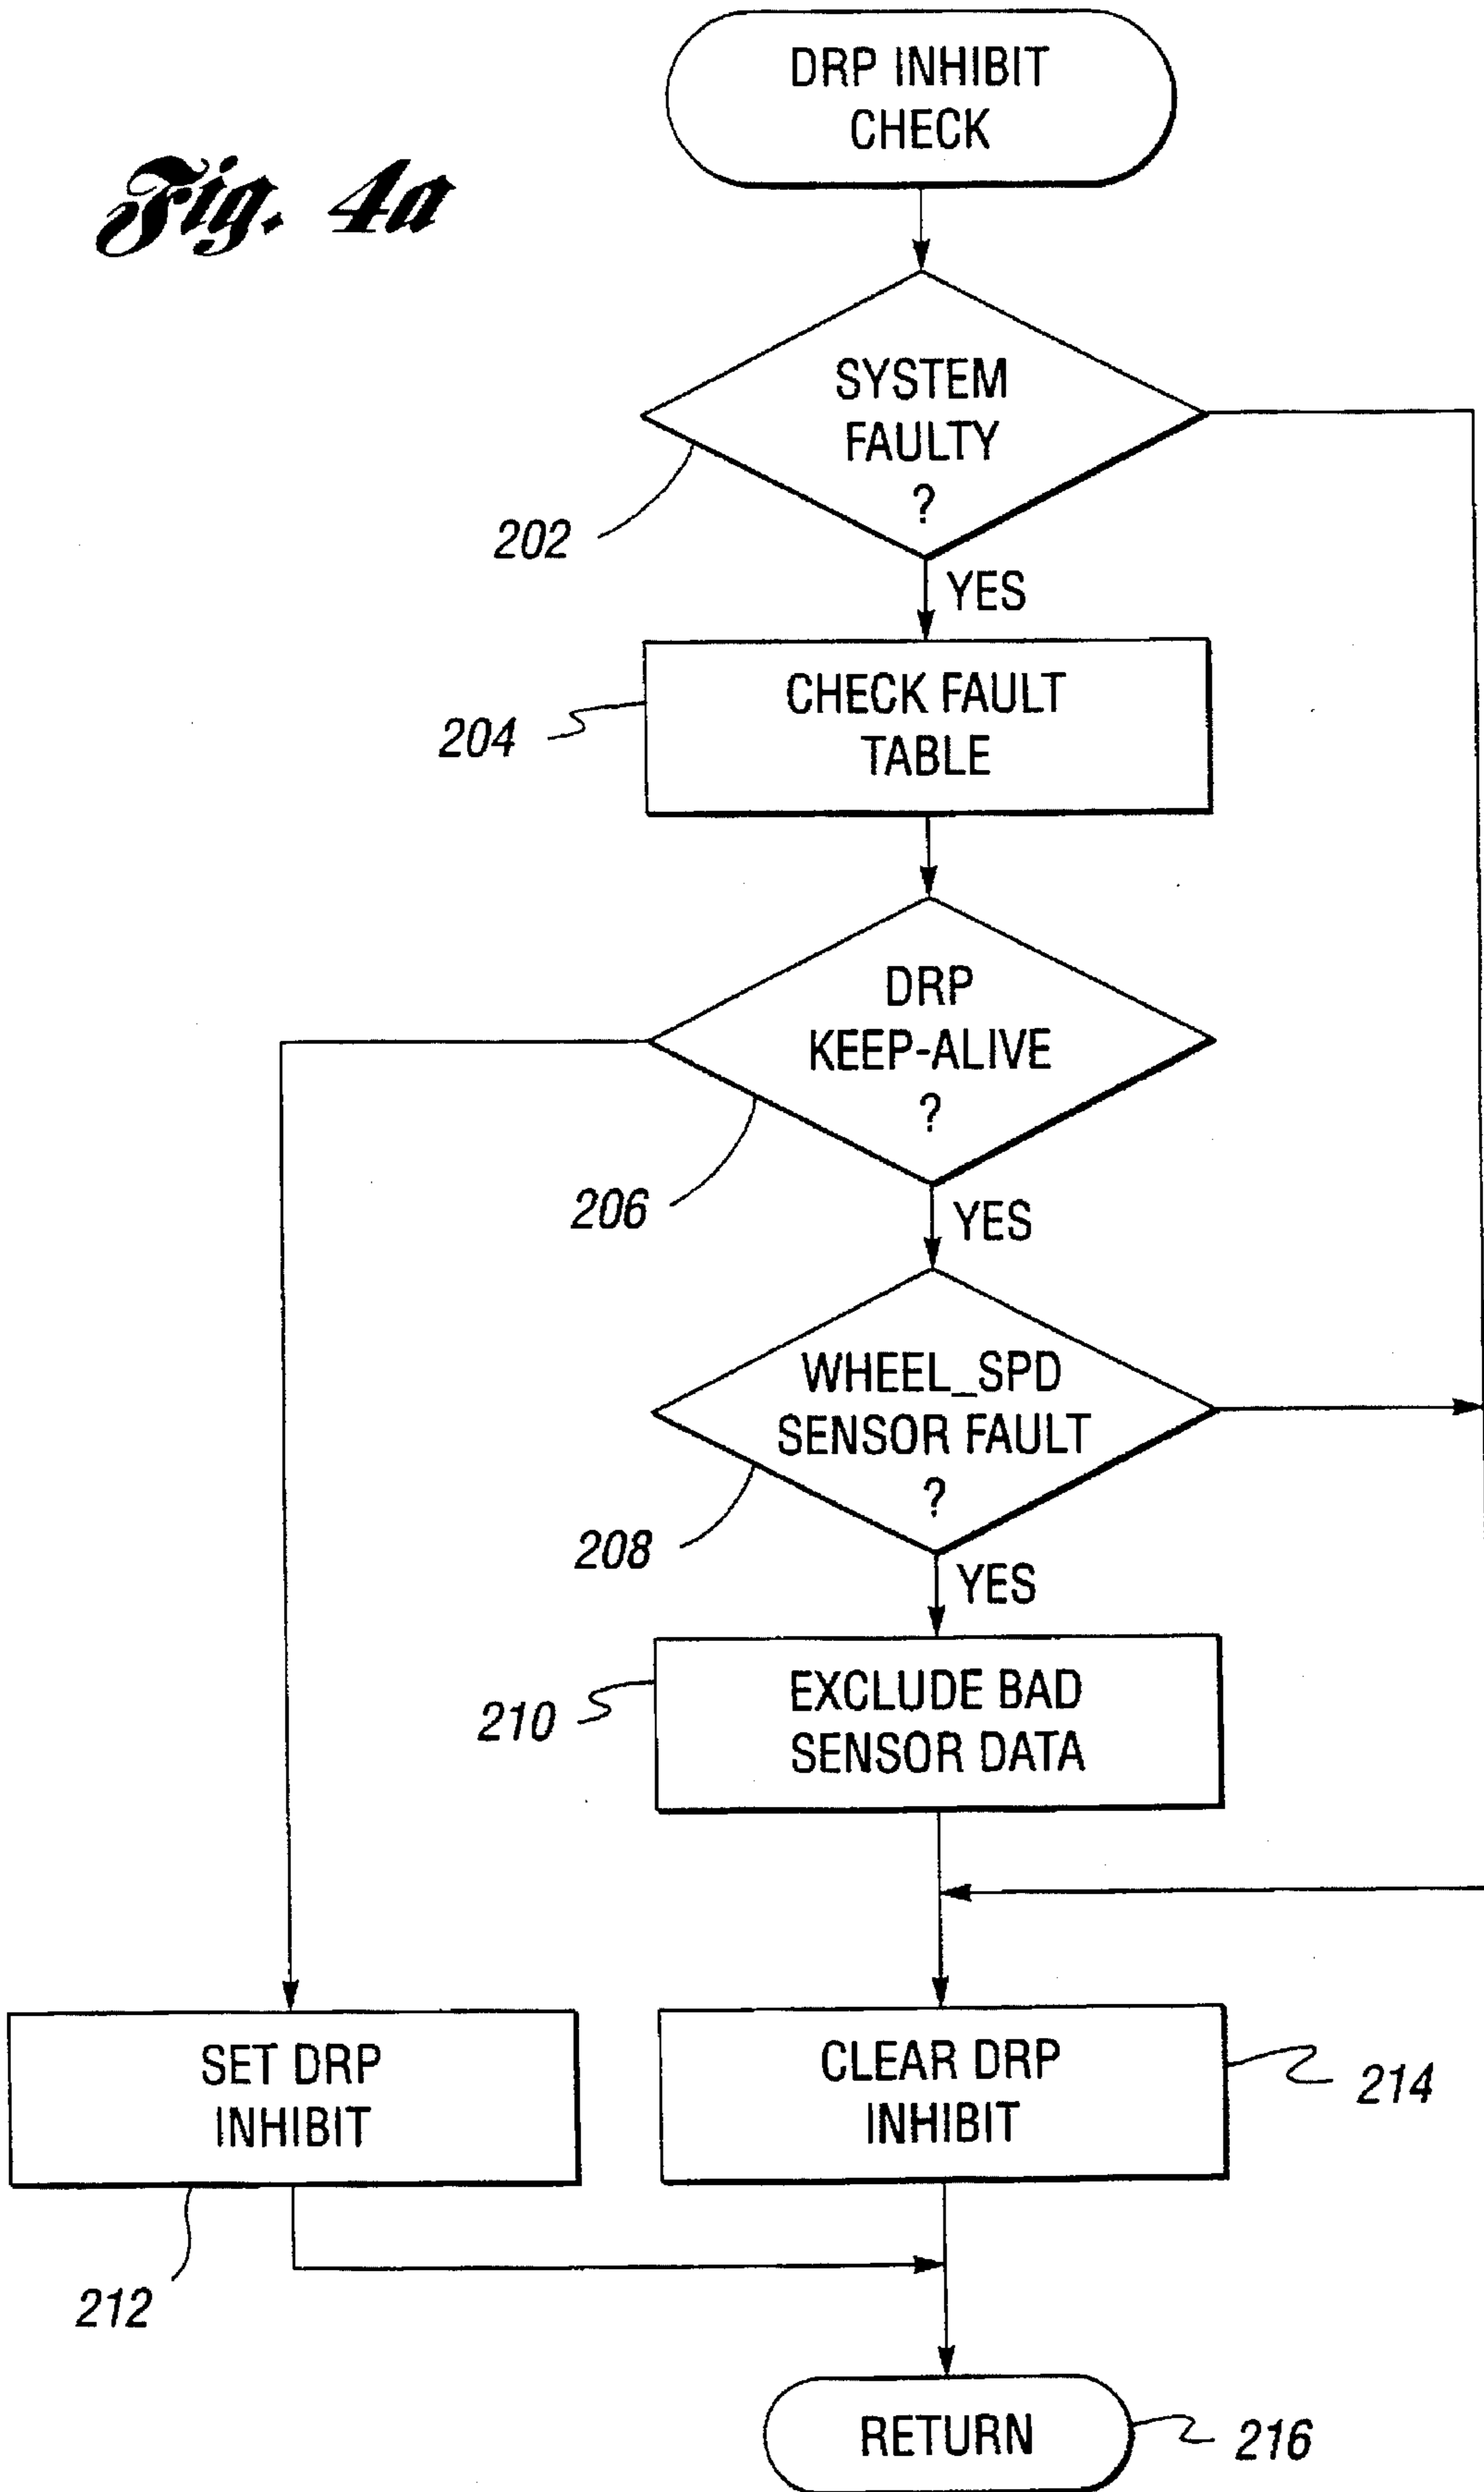 Fig. 4a
DRP INHIBIT
CHECK
SYSTEM
FAULTY
?
202
YES
CHECK FAULT
TABLE
204
DRP
KEEP-ALIVE
?
206
YES
WHEEL_SPD
SENSOR FAULT
?
208
YES
EXCLUDE BAD
SENSOR DATA
210
SET DRP
INHIBIT
212
CLEAR DRP
INHIBIT
214
RETURN
216